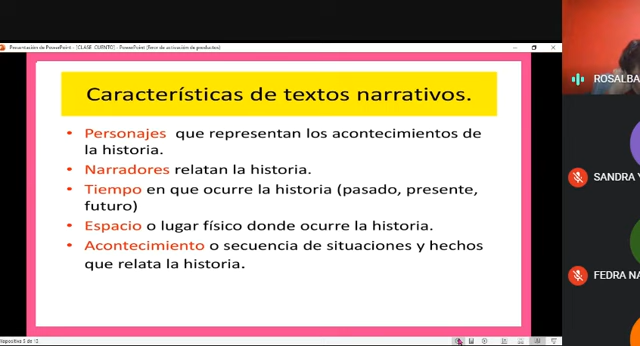 Presentación de PowerPoint - [CLASE CUENTO] - PowerPoint (Error de activación de productos)
Características de textos narrativos.
• Personajes que representan los acontecimientos de
la historia.
• Narradores relatan la historia.
• Tiempo en que ocurre la historia (pasado, presente,
futuro)
• Espacio o lugar físico donde ocurre la historia.
• Acontecimiento o secuencia de situaciones y hechos
que relata la historia.
ROSALBA
SANDRA Y
FEDRA NA
Diapositiva 5 de 13